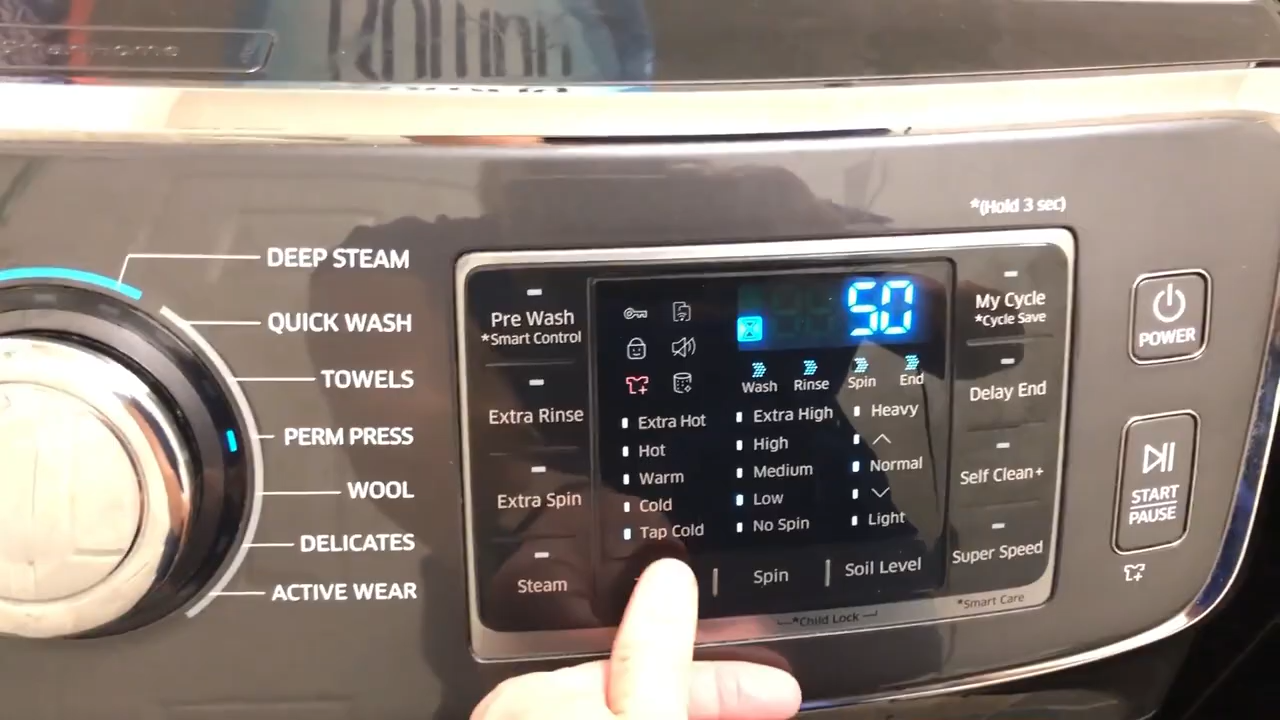 *(Hold 3 sec)
DEEP STEAM
QUICK WASH
TOWELS
PERM PRESS
WOOL
DELICATES
ACTIVE WEAR
Pre Wash
*Smart Control
Extra Rinse
Extra Spin
Steam
50
Wash
Rinse
Spin
End
Extra Hot
Hot
Warm
Cold
Tap Cold
Extra High
High
Medium
Low
No Spin
Heavy
Normal
Light
Spin
Soil Level
*Child Lock
My Cycle
*Cycle Save
Delay End
Self Clean+
Super Speed
*Smart Care
POWER
START
PAUSE